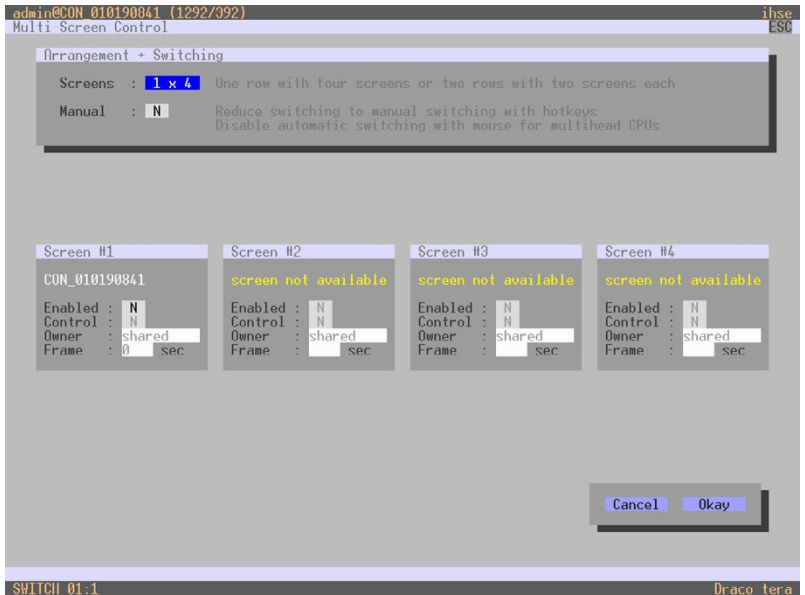 admin@CON_010190841 (1292/392) ihse
Multi Screen Control ESC
Arrangement + Switching
Screens : 1 x 4 One row with four screens or two rows with two screens each
Manual : N Reduce switching to manual switching with hotkeys
Disable automatic switching with mouse for multihead CPUs
Screen #1
CON_010190841
Enabled : N
Control : N
Owner : shared
Frame : 0 sec
Screen #2
screen not available
Enabled : N
Control : N
Owner : shared
Frame : sec
Screen #3
screen not available
Enabled : N
Control : N
Owner : shared
Frame : sec
Screen #4
screen not available
Enabled : N
Control : N
Owner : shared
Frame : sec
Cancel Okay
SWITCH_01:1 Draco tera